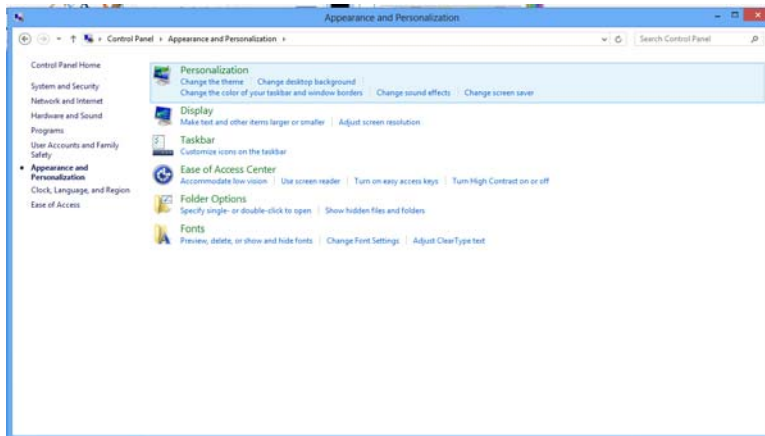 Appearance and Personalization
Control Panel
Appearance and Personalization
Search Control Panel
Control Panel Home
System and Security
Network and Internet
Hardware and Sound
Programs
User Accounts and Family
Safety
Appearance and
Personalization
Clock, Language, and Region
Ease of Access
Personalization
Change the theme
Change desktop background
Change the color of your taskbar and window borders
Change sound effects
Change screen saver
Display
Make text and other items larger or smaller
Adjust screen resolution
Taskbar
Customize icons on the taskbar
Ease of Access Center
Accommodate low vision
Use screen reader
Turn on easy access keys
Turn High Contrast on or off
Folder Options
Specify single- or double-click to open
Show hidden files and folders
Fonts
Preview, delete, or show and hide fonts
Change Font Settings
Adjust ClearType text